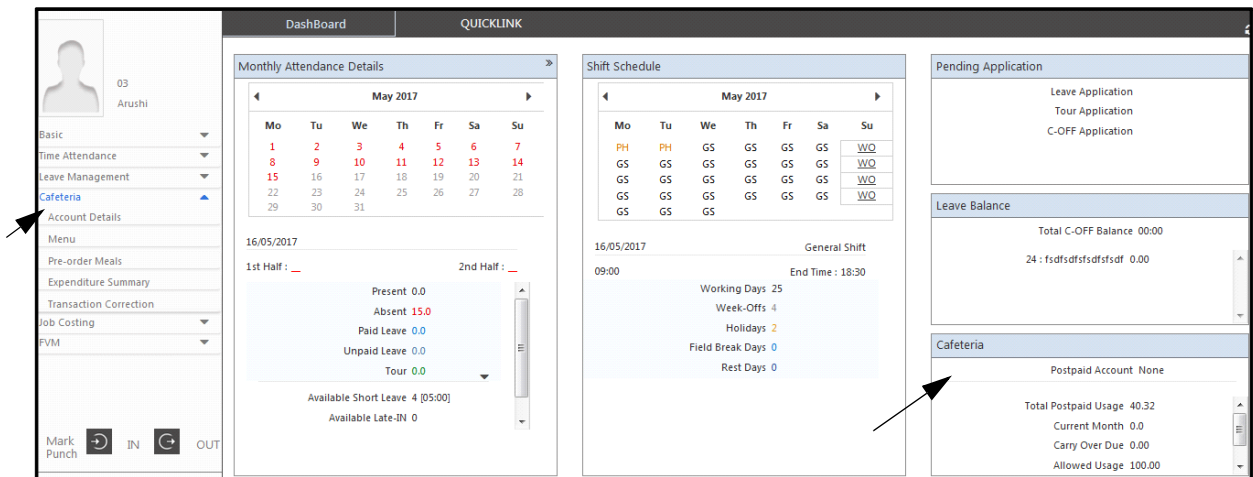 DashBoard QUICKLINK
03
Arushi
Basic
Time Attendance
Leave Management
Cafeteria
Account Details
Menu
Pre-order Meals
Expenditure Summary
Transaction Correction
Job Costing
FVM
Mark Punch IN OUT
Monthly Attendance Details »
May 2017
Mo Tu We Th Fr Sa Su
1 2 3 4 5 6 7
8 9 10 11 12 13 14
15 16 17 18 19 20 21
22 23 24 25 26 27 28
29 30 31
16/05/2017
1st Half : __ 2nd Half : __
Present 0.0
Absent 15.0
Paid Leave 0.0
Unpaid Leave 0.0
Tour 0.0
Available Short Leave 4 [05:00]
Available Late-IN 0
Shift Schedule
May 2017
Mo Tu We Th Fr Sa Su
PH PH GS GS GS GS WO
GS GS GS GS GS GS WO
GS GS GS GS GS GS WO
GS GS GS GS GS GS WO
GS GS GS
16/05/2017 General Shift
09:00 End Time : 18:30
Working Days 25
Week-Offs 4
Holidays 2
Field Break Days 0
Rest Days 0
Pending Application
Leave Application
Tour Application
C-OFF Application
Leave Balance
Total C-OFF Balance 00:00
24 : fsdfsdfsfsdfsdf 0.00
Cafeteria
Postpaid Account None
Total Postpaid Usage 40.32
Current Month 0.0
Carry Over Due 0.00
Allowed Usage 100.00